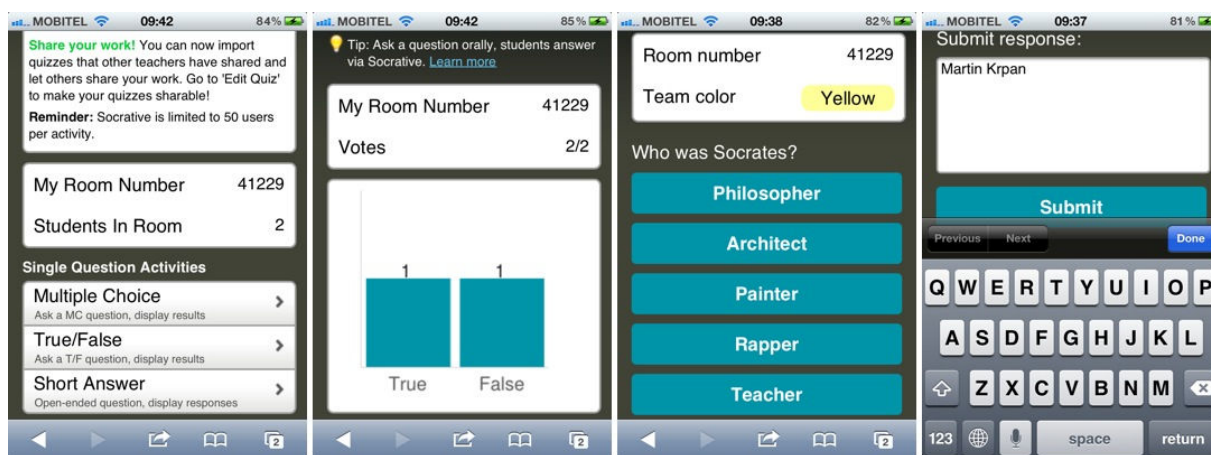 MOBITEL 09:42 84%
Share your work! You can now import
quizzes that other teachers have shared and
let others share your work. Go to 'Edit Quiz'
to make your quizzes sharable!
Reminder: Socrative is limited to 50 users
per activity.
My Room Number 41229
Students In Room 2
Single Question Activities
Multiple Choice
Ask a MC question, display results
True/False
Ask a T/F question, display results
Short Answer
Open-ended question, display responses
2
MOBITEL 09:42 85%
Tip: Ask a question orally, students answer
via Socrative. Learn more
My Room Number 41229
Votes 2/2
1 1
True False
2
MOBITEL 09:38 82%
Room number 41229
Team color Yellow
Who was Socrates?
Philosopher
Architect
Painter
Rapper
Teacher
2
MOBITEL 09:37 81%
Submit response:
Martin Krpan
Submit
Previous Next Done
Q W E R T Y U I O P
A S D F G H J K L
Z X C V B N M
123 space return